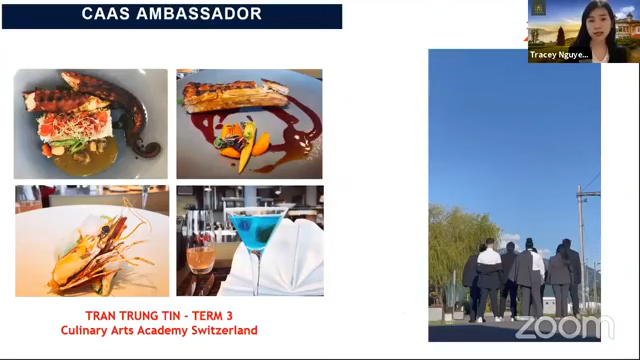 CAAS AMBASSADOR
Tracey Nguye...
TRAN TRUNG TIN - TERM 3
Culinary Arts Academy Switzerland
zoom